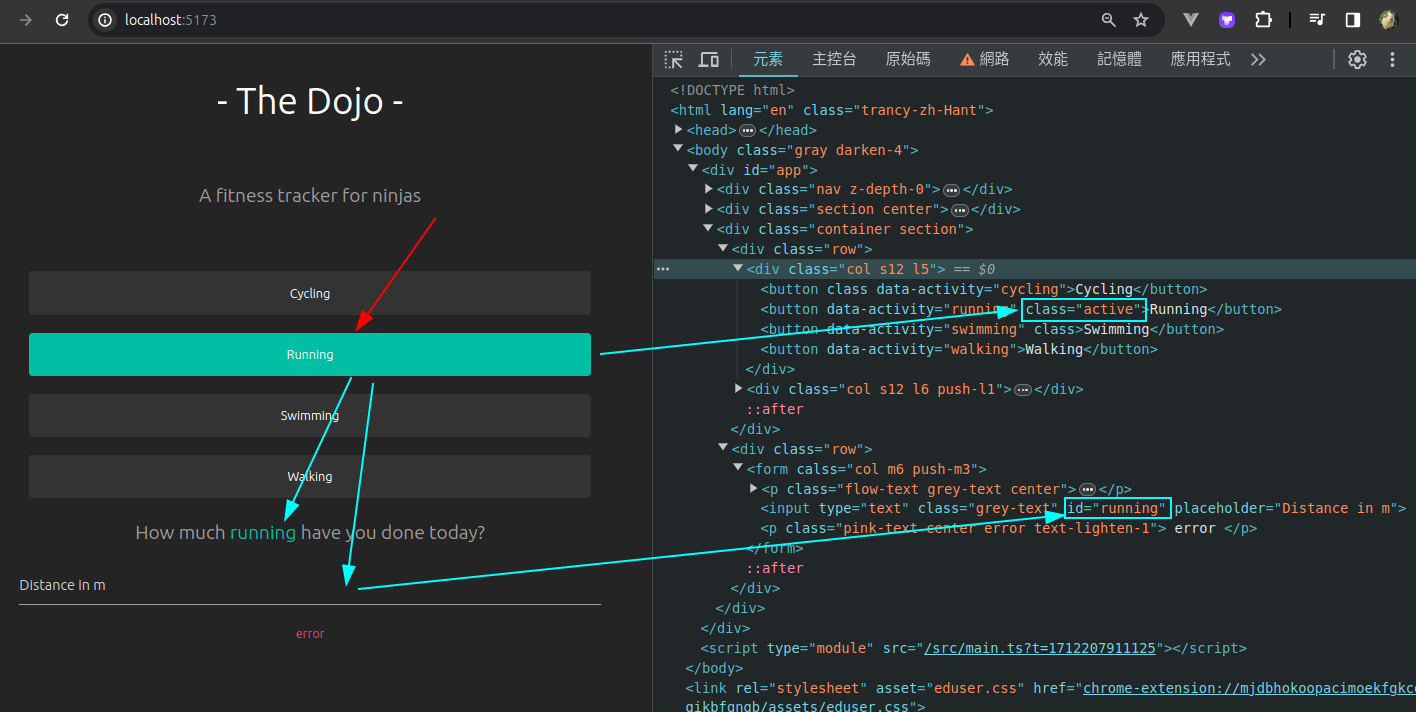 localhost:5173
- The Dojo -
A fitness tracker for ninjas
Cycling
Running
Swimming
Walking
How much running have you done today?
Distance in m
error
元素 主控台 原始碼 網路 效能 記憶體 應用程式
<!DOCTYPE html>
<html lang="en" class="trancy-zh-Hant">
<head>…</head>
<body class="gray darken-4">
<div id="app">
<div class="nav z-depth-0">…</div>
<div class="section center">…</div>
<div class="container section">
<div class="row">
<div class="col s12 l5"> == $0
<button class data-activity="cycling">Cycling</button>
<button data-activity="running" class="active">Running</button>
<button data-activity="swimming" class>Swimming</button>
<button data-activity="walking">Walking</button>
</div>
<div class="col s12 l6 push-l1">…</div>
::after
</div>
<div class="row">
<form calss="col m6 push-m3">
<p class="flow-text grey-text center">…</p>
<input type="text" class="grey-text" id="running" placeholder="Distance in m">
<p class="pink-text center error text-lighten-1"> error </p>
</form>
::after
</div>
</div>
</div>
<script type="module" src="/src/main.ts?t=1712207911125"></script>
</body>
<link rel="stylesheet" asset="eduser.css" href="chrome-extension://mjdbhokoopacimoekfgkcc
gikbfgngb/assets/eduser.css">